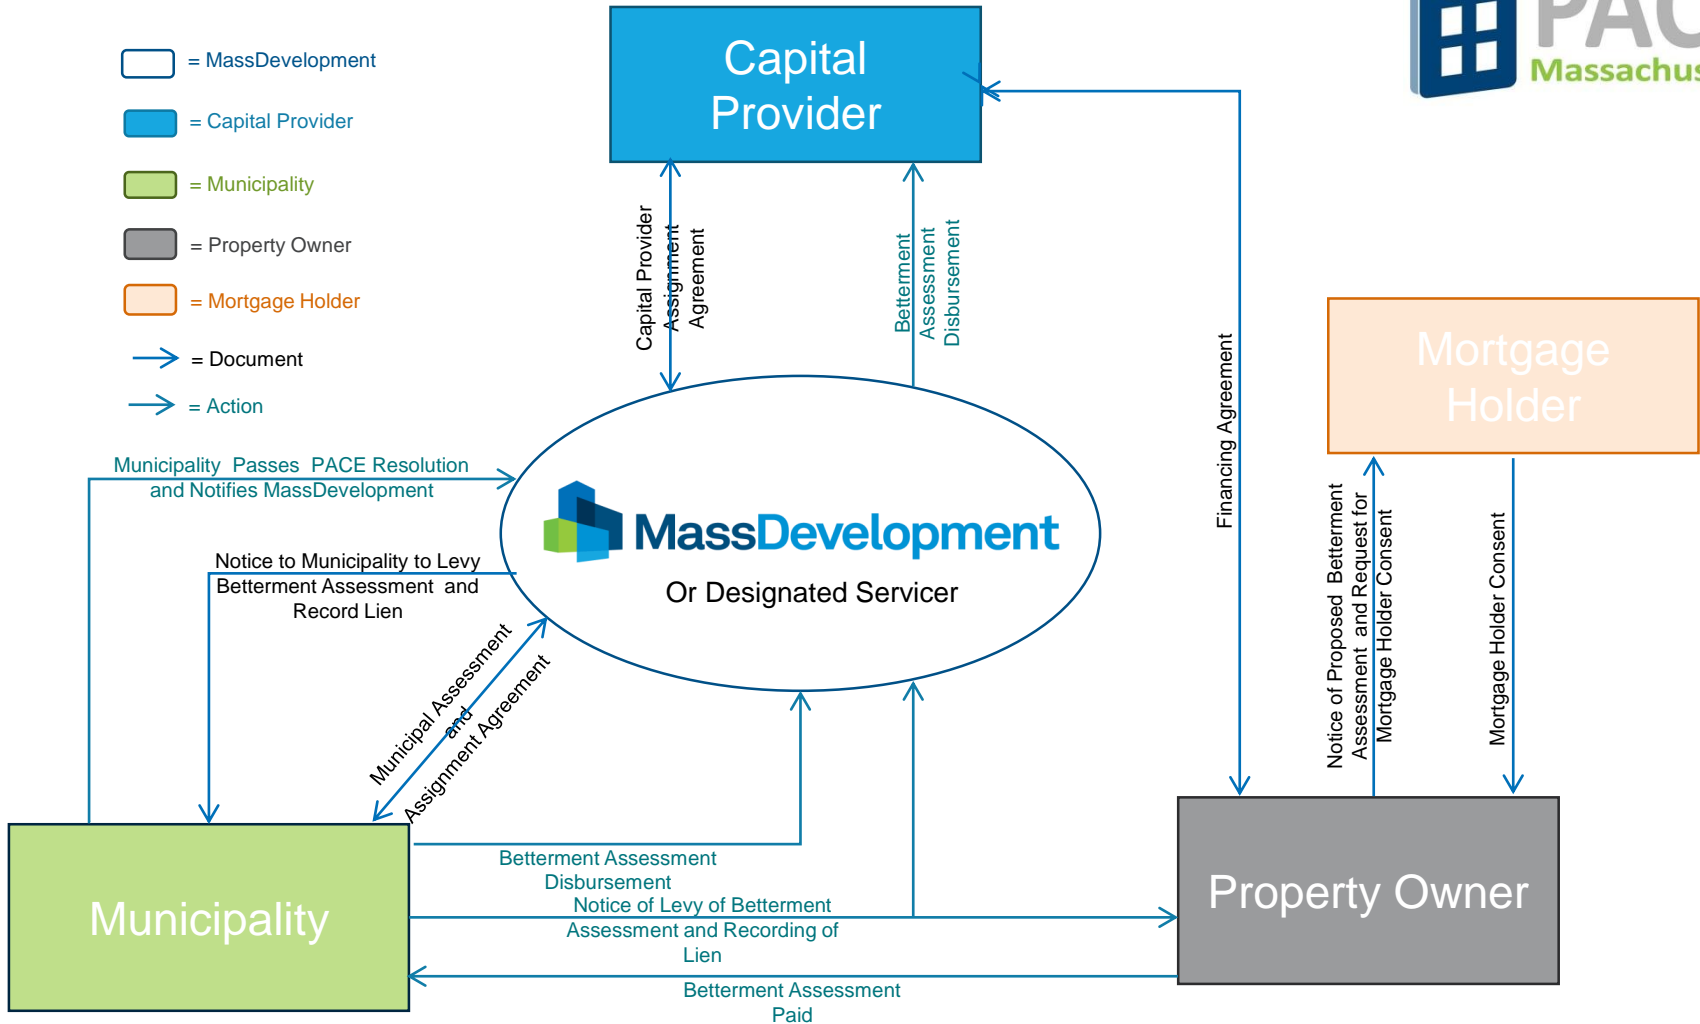 PAC
Massachus
= MassDevelopment
= Capital Provider
= Municipality
= Property Owner
= Mortgage Holder
= Document
= Action
Capital
Provider
Capital Provider
Assignment
Agreement
Betterment
Assessment
Disbursement
Financing Agreement
Mortgage
Holder
Municipality Passes PACE Resolution
and Notifies MassDevelopment
MassDevelopment
Or Designated Servicer
Notice to Municipality to Levy
Betterment Assessment and
Record Lien
Municipal Assessment
and
Assignment Agreement
Notice of Proposed Betterment
Assessment and Request for
Mortgage Holder Consent
Mortgage Holder Consent
Municipality
Betterment Assessment
Disbursement
Notice of Levy of Betterment
Assessment and Recording of
Lien
Betterment Assessment
Paid
Property Owner